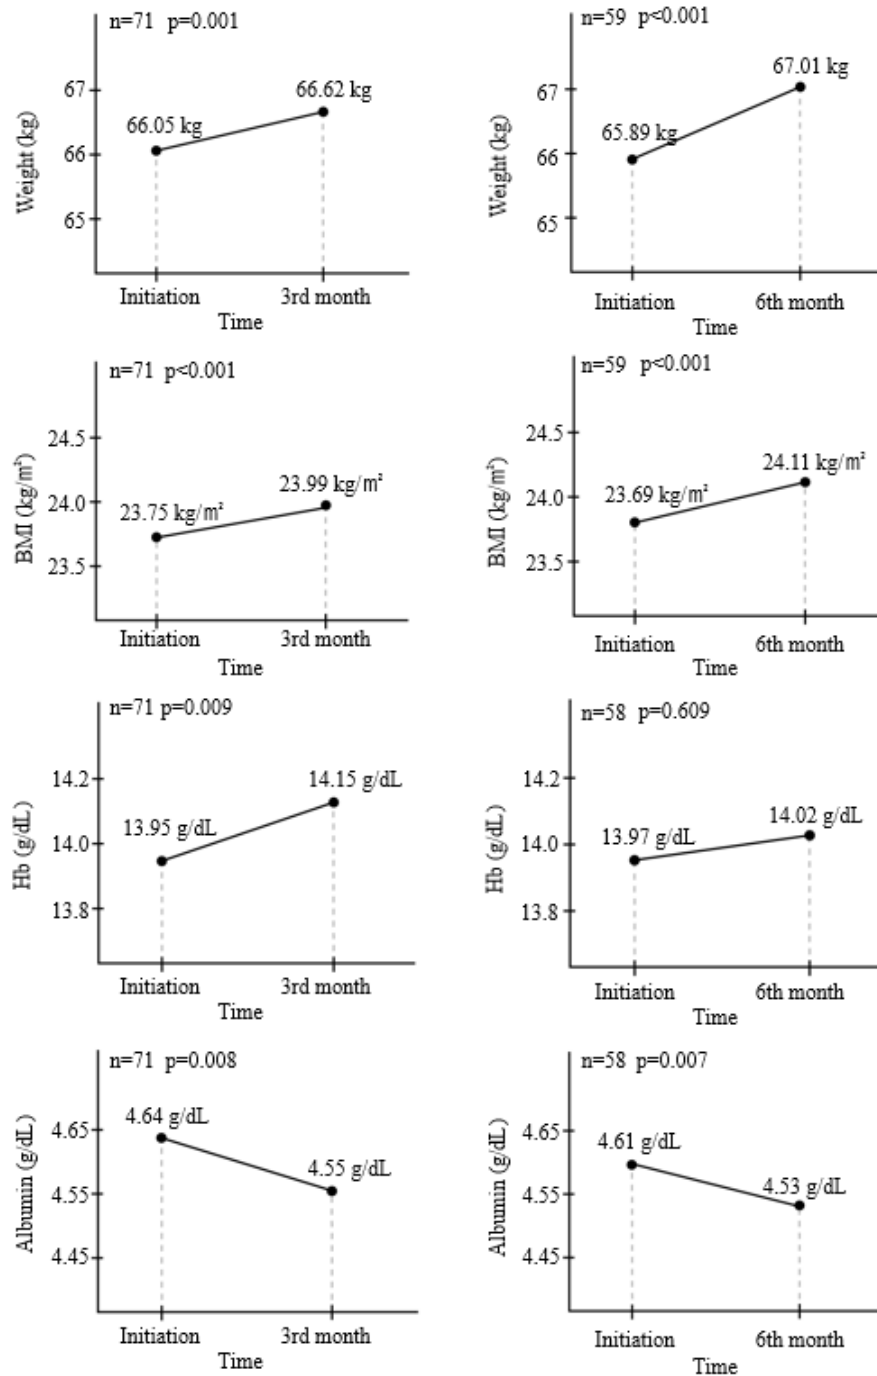 n=71 p=0.001
Weight (kg)
67
66
65
66.05 kg
66.62 kg
Initiation
3rd month
Time
n=59 p<0.001
Weight (kg)
67
66
65
65.89 kg
67.01 kg
Initiation
6th month
Time
n=71 p<0.001
BMI (kg/m²)
24.5
24.0
23.5
23.75 kg/m²
23.99 kg/m²
Initiation
3rd month
Time
n=59 p<0.001
BMI (kg/m²)
24.5
24.0
23.5
23.69 kg/m²
24.11 kg/m²
Initiation
6th month
Time
n=71 p=0.009
Hb (g/dL)
14.2
14.0
13.8
13.95 g/dL
14.15 g/dL
Initiation
3rd month
Time
n=58 p=0.609
Hb (g/dL)
14.2
14.0
13.8
13.97 g/dL
14.02 g/dL
Initiation
6th month
Time
n=71 p=0.008
Albumin (g/dL)
4.65
4.55
4.45
4.64 g/dL
4.55 g/dL
Initiation
3rd month
Time
n=58 p=0.007
Albumin (g/dL)
4.65
4.55
4.45
4.61 g/dL
4.53 g/dL
Initiation
6th month
Time